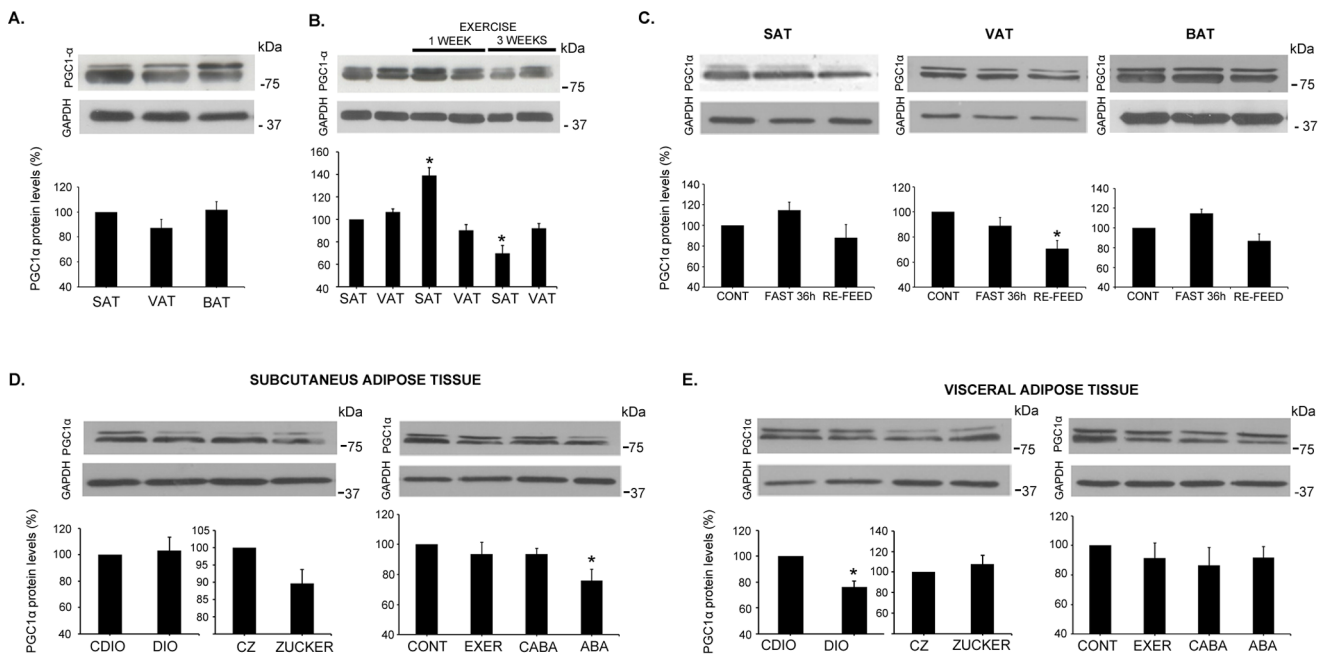 A.
kDa
PGC1-α
-75
GAPDH
- 37
PGC1α protein levels (%)
120
100
80
60
40
SAT VAT BAT
B.
EXERCISE
1 WEEK 3 WEEKS
kDa
PGC1-α
- 75
GAPDH
- 37
160
140
120
100
80
60
40
* *
SAT VAT SAT VAT SAT VAT
C.
SAT VAT BAT
kDa
PGC1α PGC1α PGC1α
- 75
GAPDH GAPDH GAPDH
- 37
PGC1α protein levels (%)
140
120
100
80
60
40
CONT FAST 36h RE-FEED
120
100
80
60
40
*
CONT FAST 36h RE-FEED
140
120
100
80
60
40
CONT FAST 36h RE-FEED
D.
SUBCUTANEUS ADIPOSE TISSUE
kDa kDa
PGC1α PGC1α
-75 -75
GAPDH GAPDH
-37 -37
PGC1α protein levels (%)
120
100
80
60
40
CDIO DIO
105
100
95
90
85
80
CZ ZUCKER
120
100
80
60
40
*
CONT EXER CABA ABA
E.
VISCERAL ADIPOSE TISSUE
kDa kDa
PGC1α PGC1α
-75 -75
GAPDH GAPDH
-37 -37
PGC1α protein levels (%)
120
100
80
60
40
*
CDIO DIO
140
120
100
80
60
CZ ZUCKER
120
100
80
60
40
CONT EXER CABA ABA